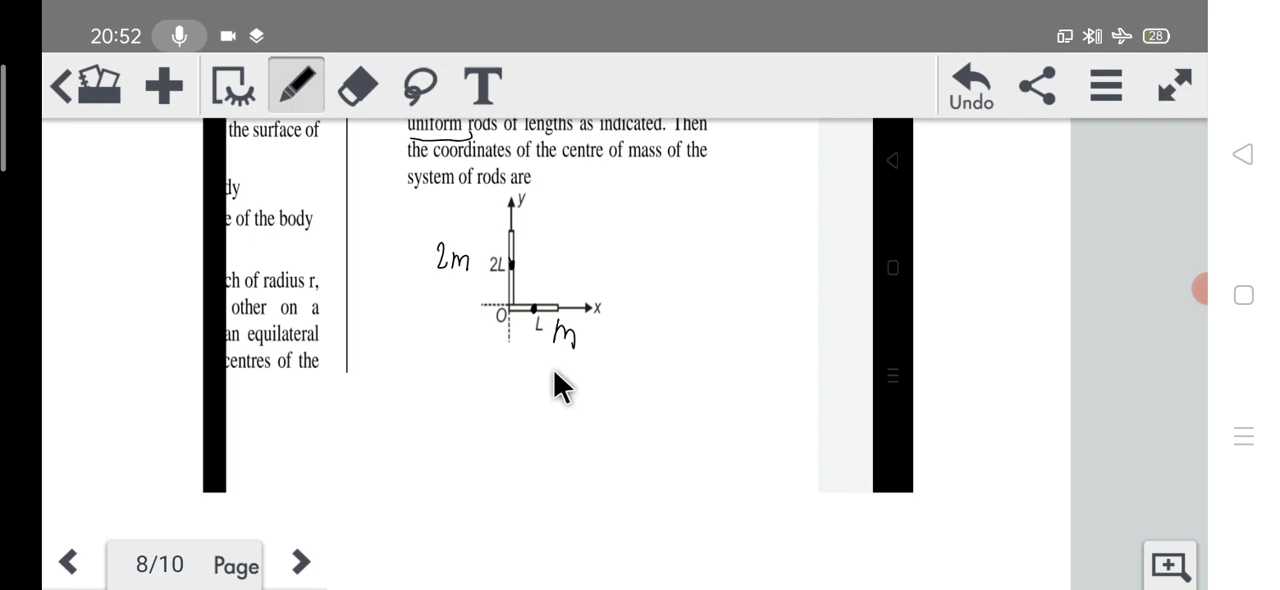 20:52
28
T
Undo
the surface of
dy
e of the body
ch of radius r,
other on a
an equilateral
centres of the
uniform rods of lengths as indicated. Then
the coordinates of the centre of mass of the
system of rods are
y
2m 2L
O
x
L m
8/10 Page